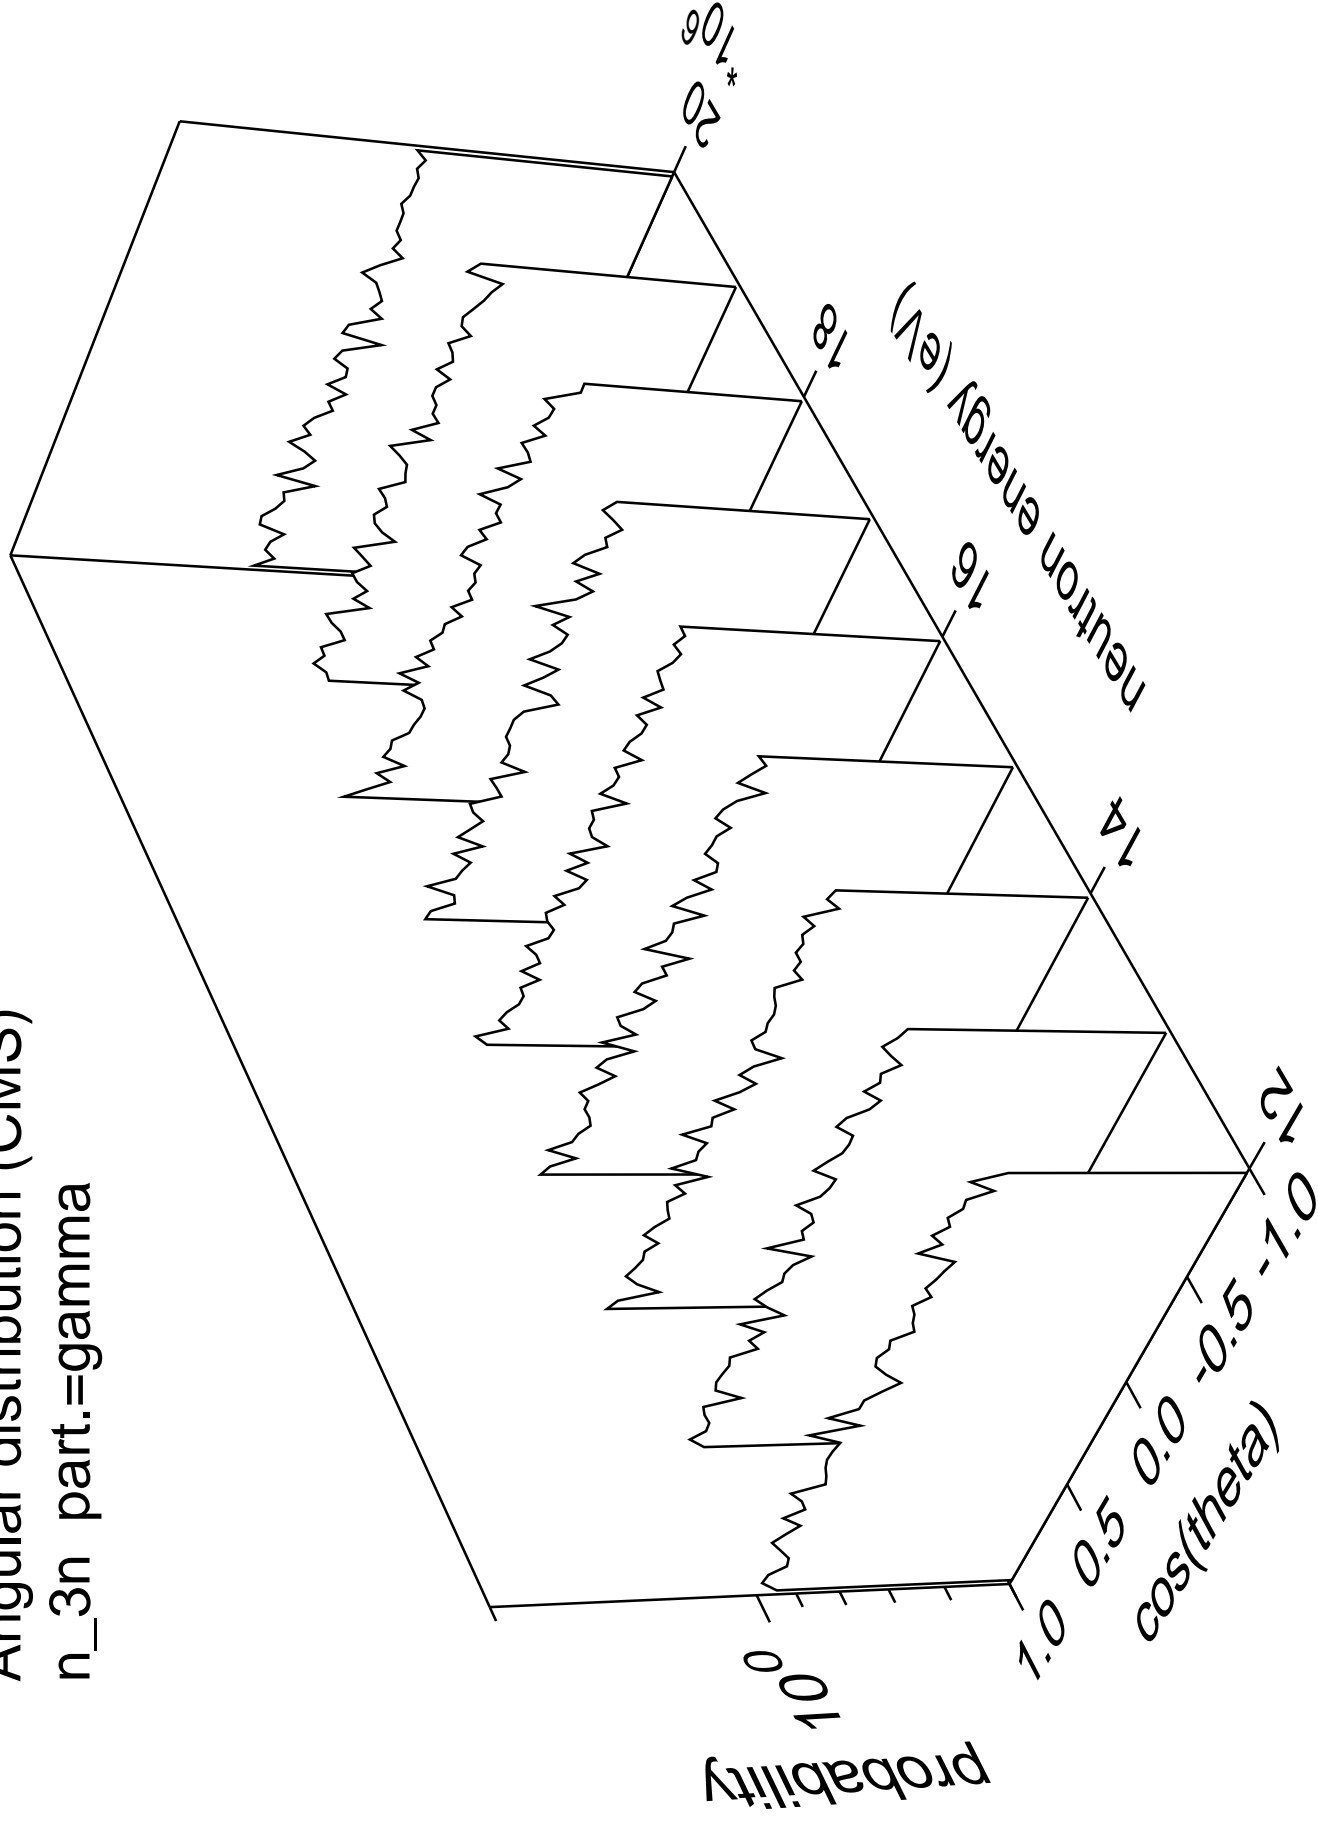 Angular distribution (CMS)
n_3n part.=gamma
probability
10^0
cos(theta)
1.0 0.5 0.0 -0.5 -1.0
neutron energy (eV)
12 14 16 18 20
*10^6